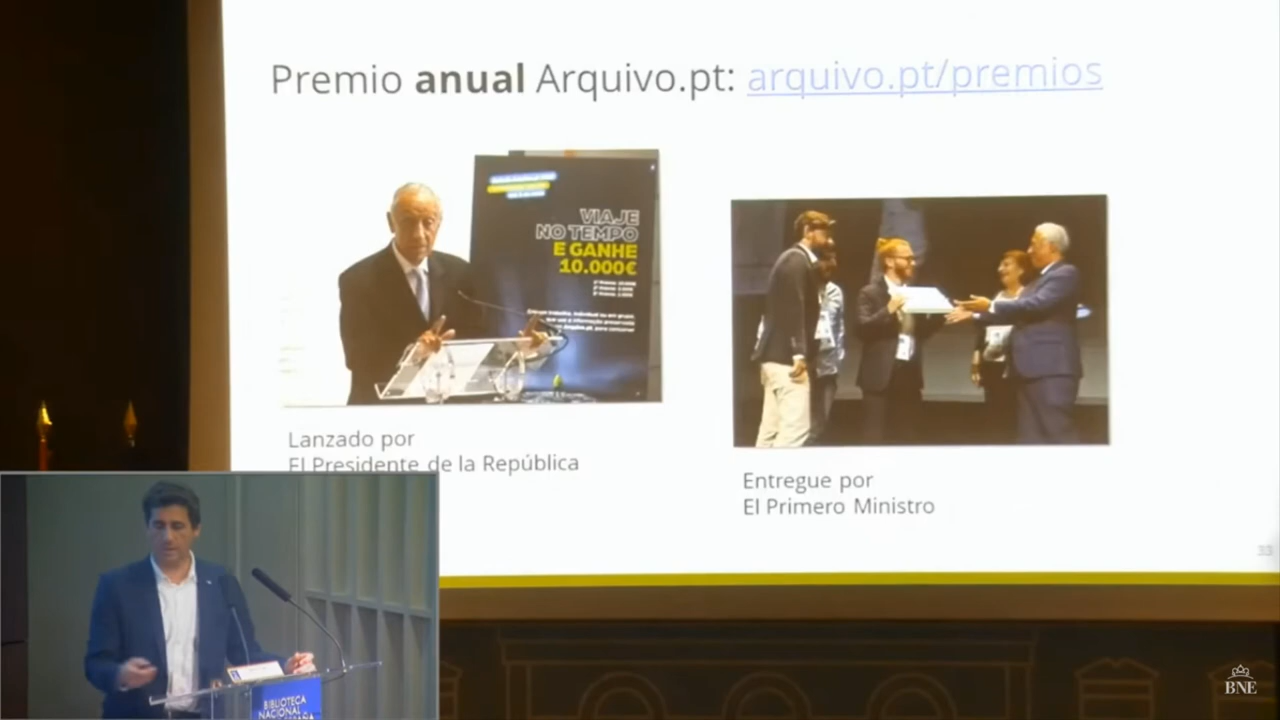 Premio anual Arquivo.pt: arquivo.pt/premios
VIAJE
NO TEMPO
E GANHE
10.000€
Lanzado por
El Presidente de la República
Entregue por
El Primero Ministro
33
BIBLIOTECA
NACIONAL
BNE